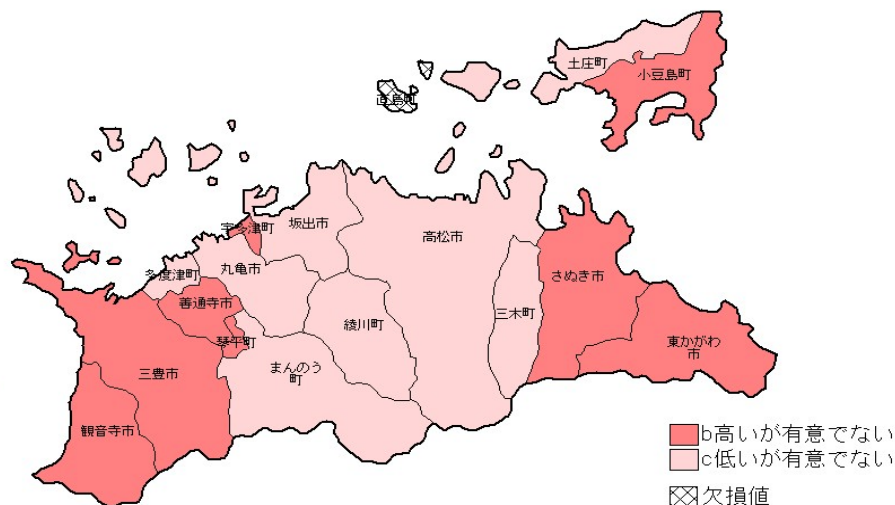 土庄町
小豆島町
直島町
宇多津町
坂出市
高松市
多度津町
丸亀市
さぬき市
善通寺市
三木町
綾川町
琴平町
東かがわ
市
まんのう
町
三豊市
観音寺市
b高いが有意でない
c低いが有意でない
欠損値